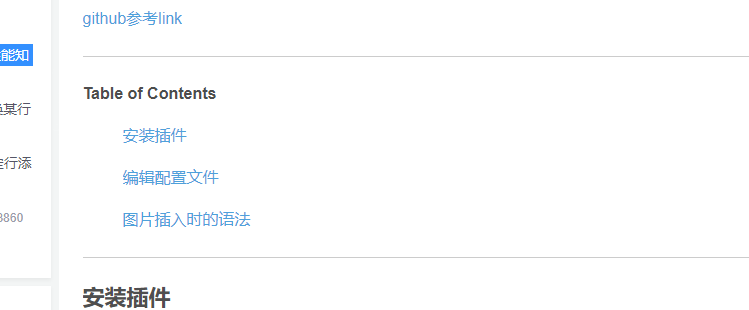 github参考link
能知
Table of Contents
某行
安装插件
行添
编辑配置文件
3860
图片插入时的语法
安装插件